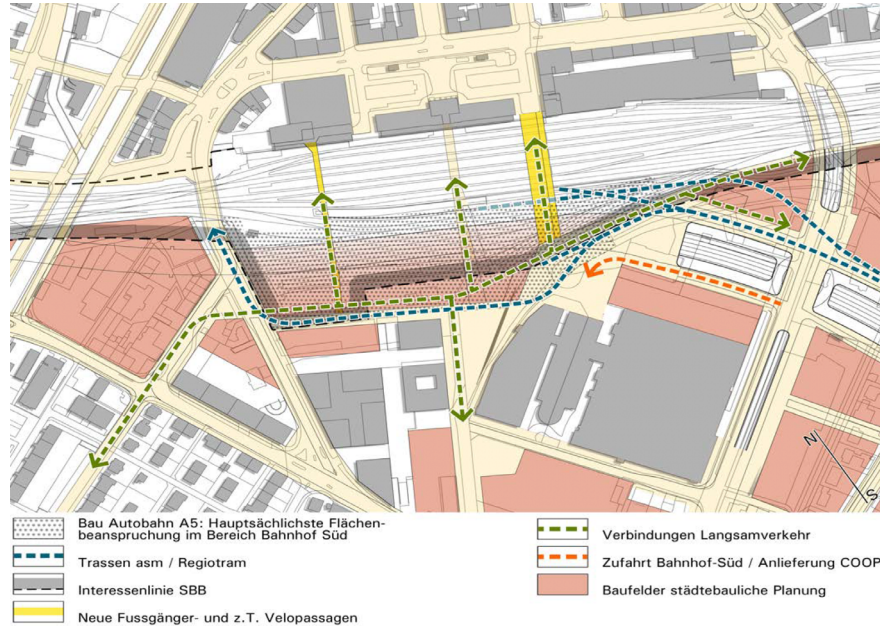 N
S
Bau Autobahn A5: Hauptsächlichste Flächen-
beanspruchung im Bereich Bahnhof Süd
Trassen asm / Regiotram
Interessenlinie SBB
Neue Fussgänger- und z.T. Velopassagen
Verbindungen Langsamverkehr
Zufahrt Bahnhof-Süd / Anlieferung COOP
Baufelder städtebauliche Planung